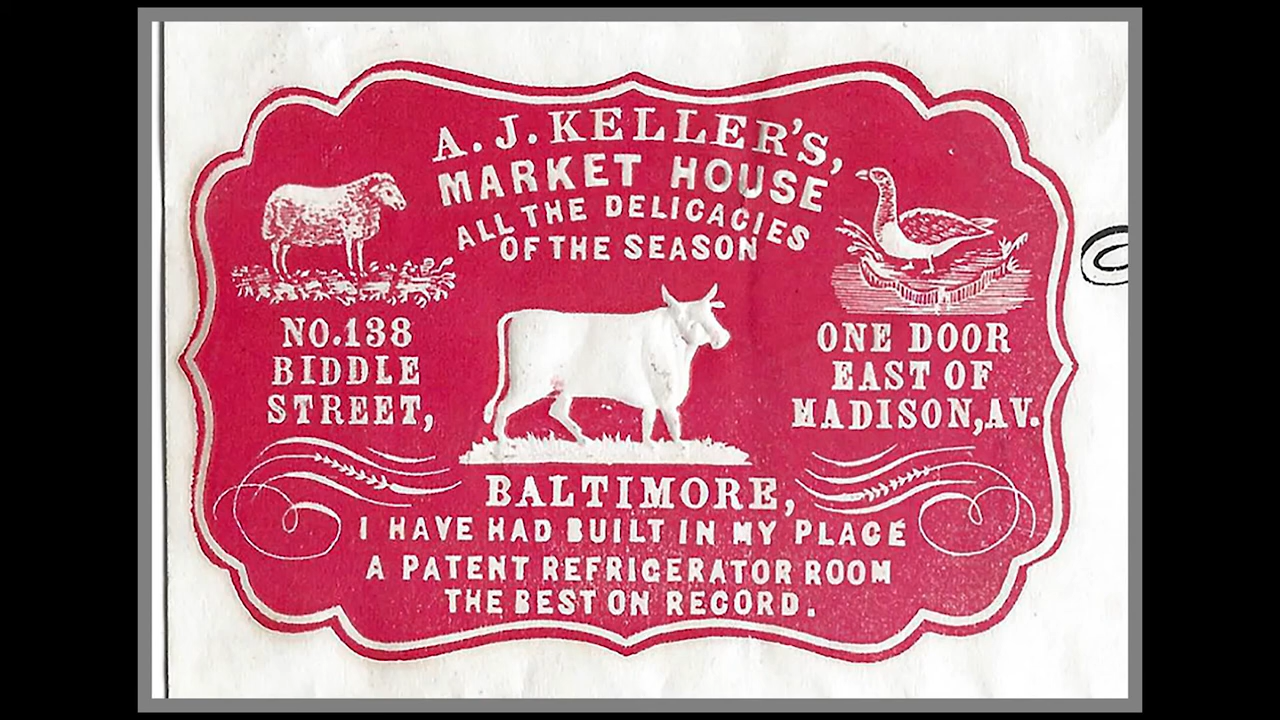 A. J. KELLER'S,
MARKET HOUSE
ALL THE DELICACIES
OF THE SEASON
NO.138
BIDDLE
STREET,
ONE DOOR
EAST OF
MADISON,AV.
BALTIMORE,
I HAVE HAD BUILT IN MY PLACE
A PATENT REFRIGERATOR ROOM
THE BEST ON RECORD.